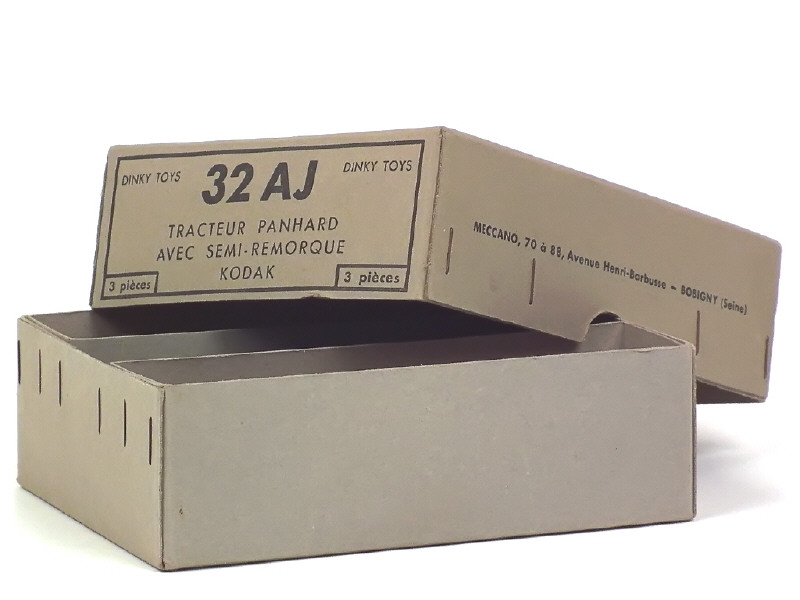 DINKY TOYS 32 AJ DINKY TOYS
TRACTEUR PANHARD
AVEC SEMI-REMORQUE
KODAK
3 pièces 3 pièces
MECCANO, 70 à 88, Avenue Henri-Barbusse - BOBIGNY (Seine)